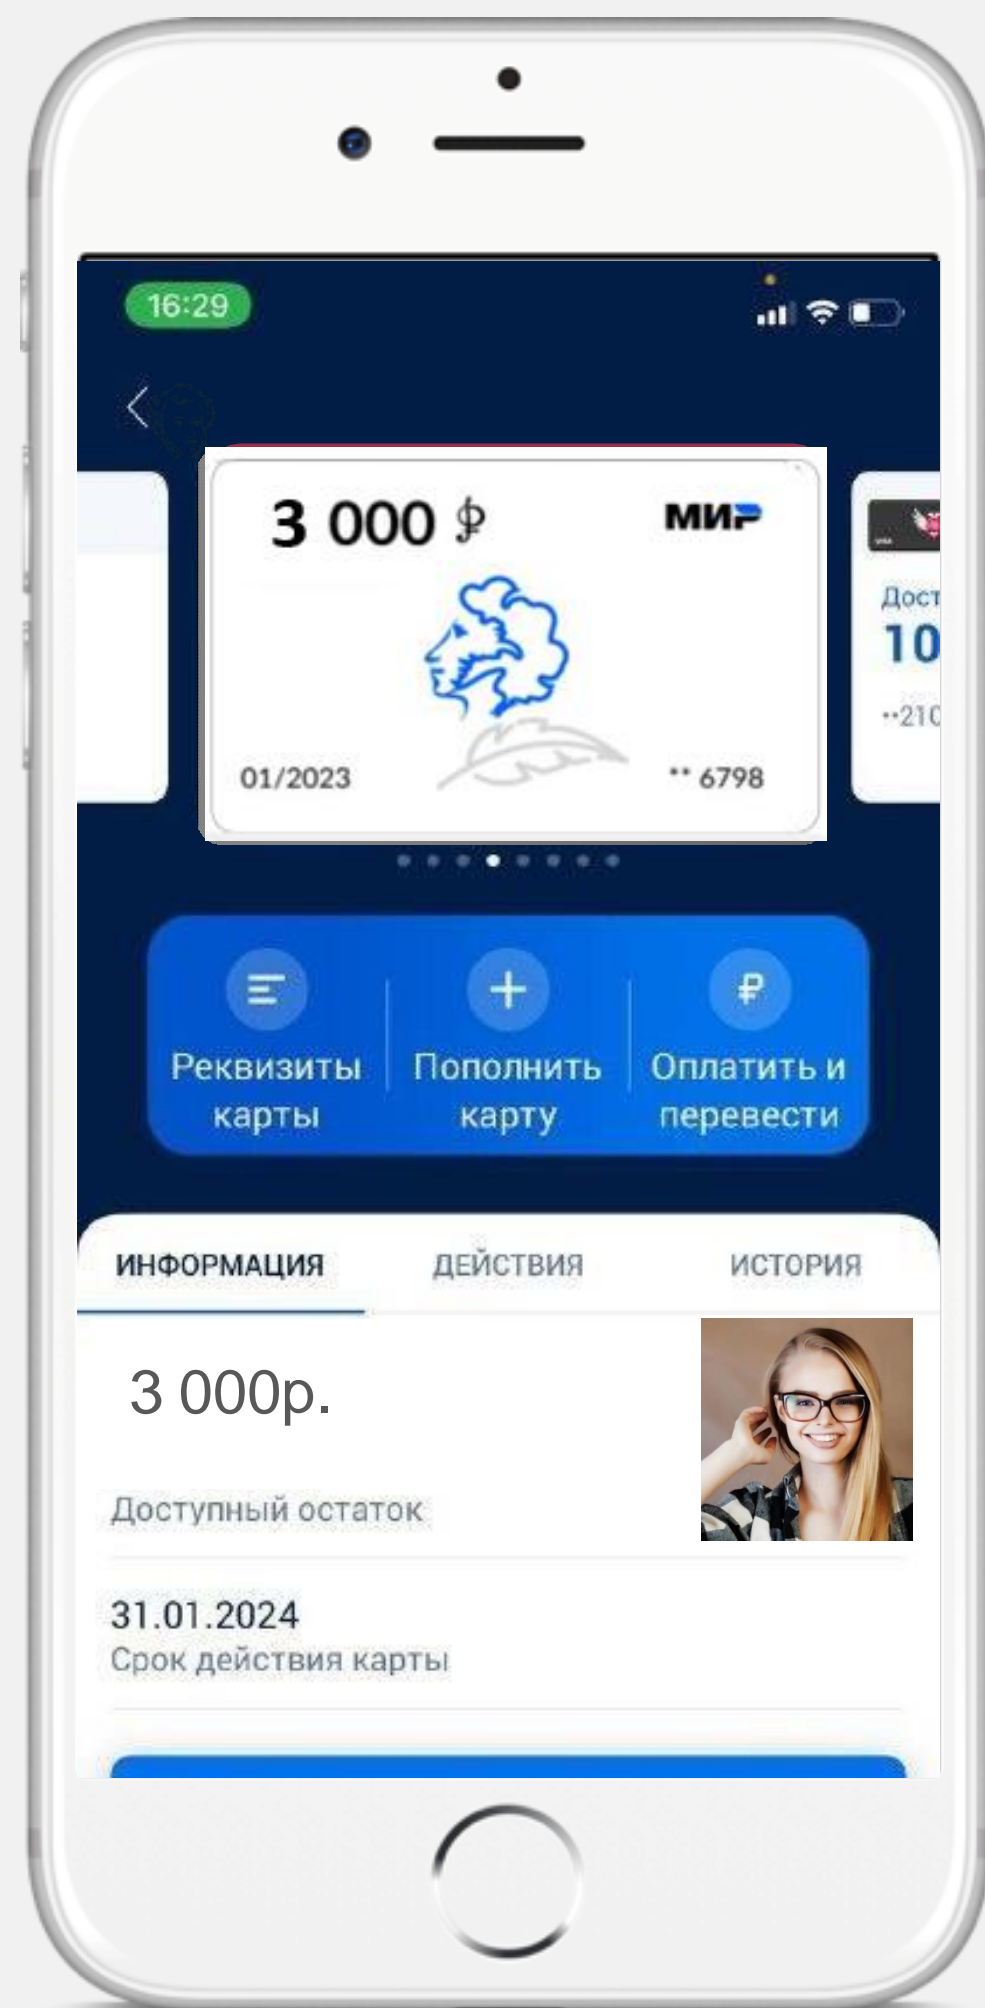 16:29
3 000 ₽
МИР
Дост
10
··210
01/2023
·· 6798
Реквизиты
карты
Пополнить
карту
Оплатить и
перевести
ИНФОРМАЦИЯ
ДЕЙСТВИЯ
ИСТОРИЯ
3 000р.
Доступный остаток
31.01.2024
Срок действия карты